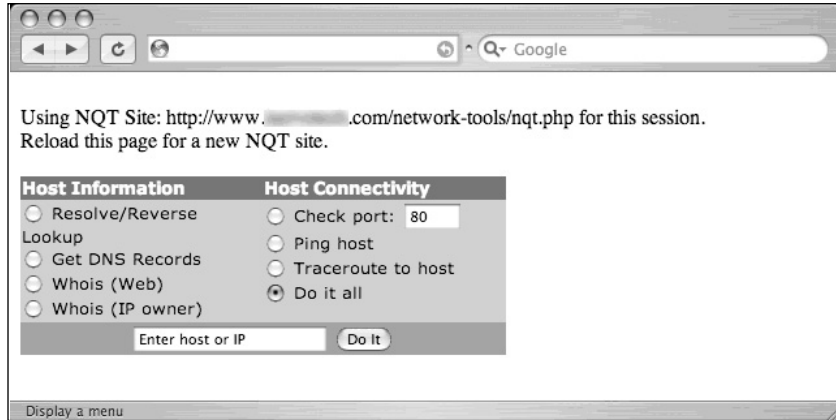 Google
Using NQT Site: http://www. .com/network-tools/nqt.php for this session.
Reload this page for a new NQT site.
Host Information
Resolve/Reverse
Lookup
Get DNS Records
Whois (Web)
Whois (IP owner)
Host Connectivity
Check port: 80
Ping host
Traceroute to host
Do it all
Enter host or IP
Do It
Display a menu